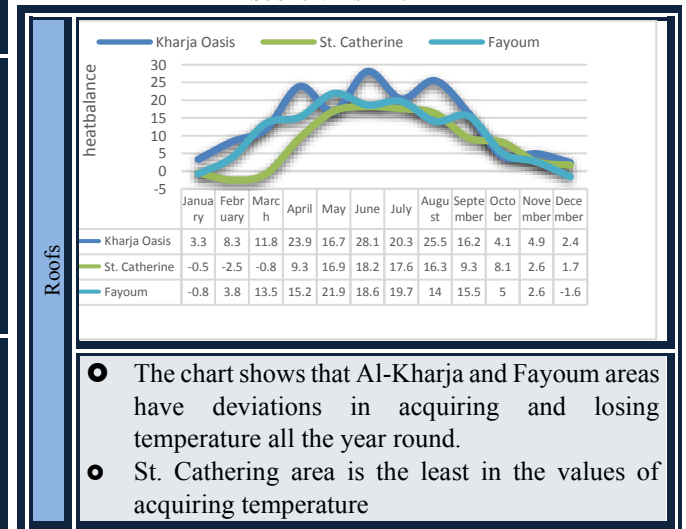 Kharja Oasis St. Catherine Fayoum
heatbalance
30
25
20
15
10
5
0
-5
Janua Febr Marc April May June July Augu Septe Octo Nove Dece
ry uary h st mber ber mber mber
Kharja Oasis 3.3 8.3 11.8 23.9 16.7 28.1 20.3 25.5 16.2 4.1 4.9 2.4
St. Catherine -0.5 -2.5 -0.8 9.3 16.9 18.2 17.6 16.3 9.3 8.1 2.6 1.7
Fayoum -0.8 3.8 13.5 15.2 21.9 18.6 19.7 14 15.5 5 2.6 -1.6
Roofs
The chart shows that Al-Kharja and Fayoum areas
have deviations in acquiring and losing
temperature all the year round.
St. Cathering area is the least in the values of
acquiring temperature